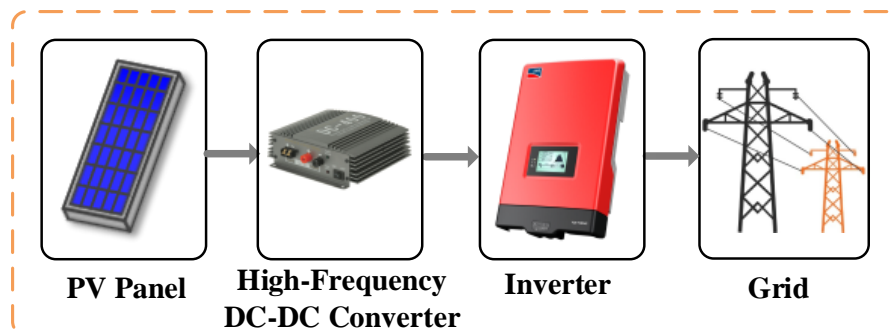 PV Panel
High-Frequency
DC-DC Converter
Inverter
Grid